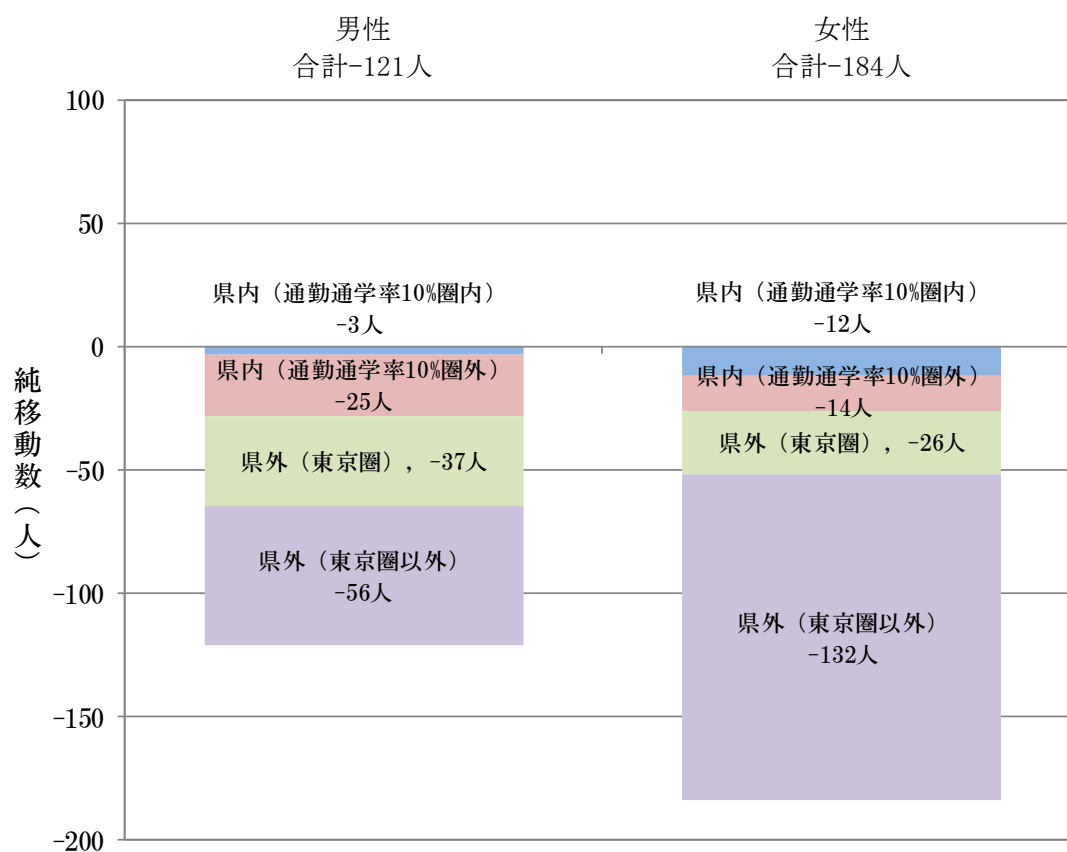 男性
合計-121人
女性
合計-184人
100
50
0
-50
-100
-150
-200
純移動数（人）
県内（通勤通学率10%圏内）
-3人
県内（通勤通学率10%圏外）
-25人
県外（東京圏）, -37人
県外（東京圏以外）
-56人
県内（通勤通学率10%圏内）
-12人
県内（通勤通学率10%圏外）
-14人
県外（東京圏）, -26人
県外（東京圏以外）
-132人